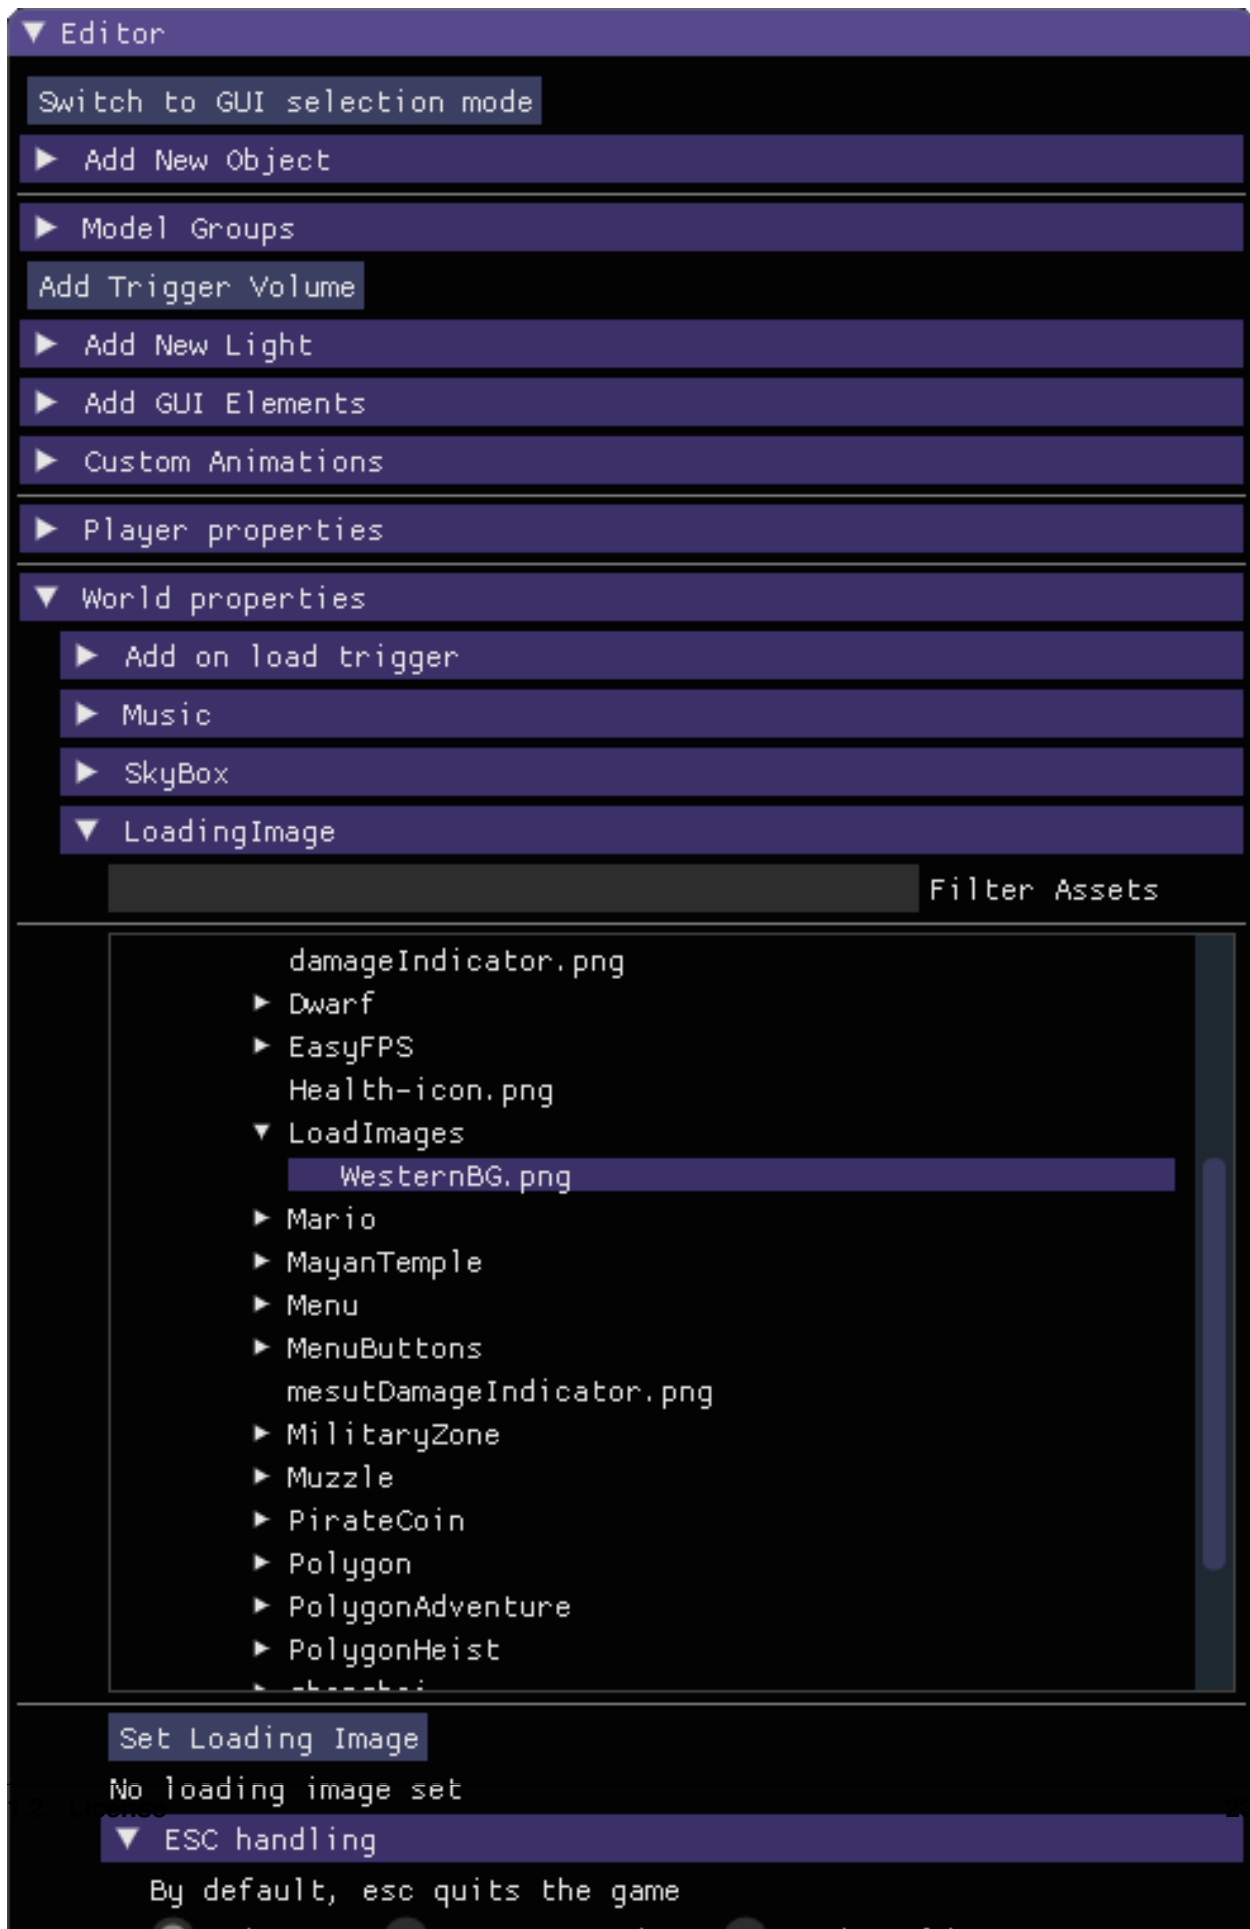 Editor
Switch to GUI selection mode
Add New Object
Model Groups
Add Trigger Volume
Add New Light
Add GUI Elements
Custom Animations
Player properties
World properties
Add on load trigger
Music
SkyBox
LoadingImage
Filter Assets
damageIndicator.png
Dwarf
EasyFPS
Health-icon.png
LoadImages
WesternBG.png
Mario
MayanTemple
Menu
MenuButtons
mesutDamageIndicator.png
MilitaryZone
Muzzle
PirateCoin
Polygon
PolygonAdventure
PolygonHeist
Set Loading Image
No loading image set
ESC handling
By default, esc quits the game